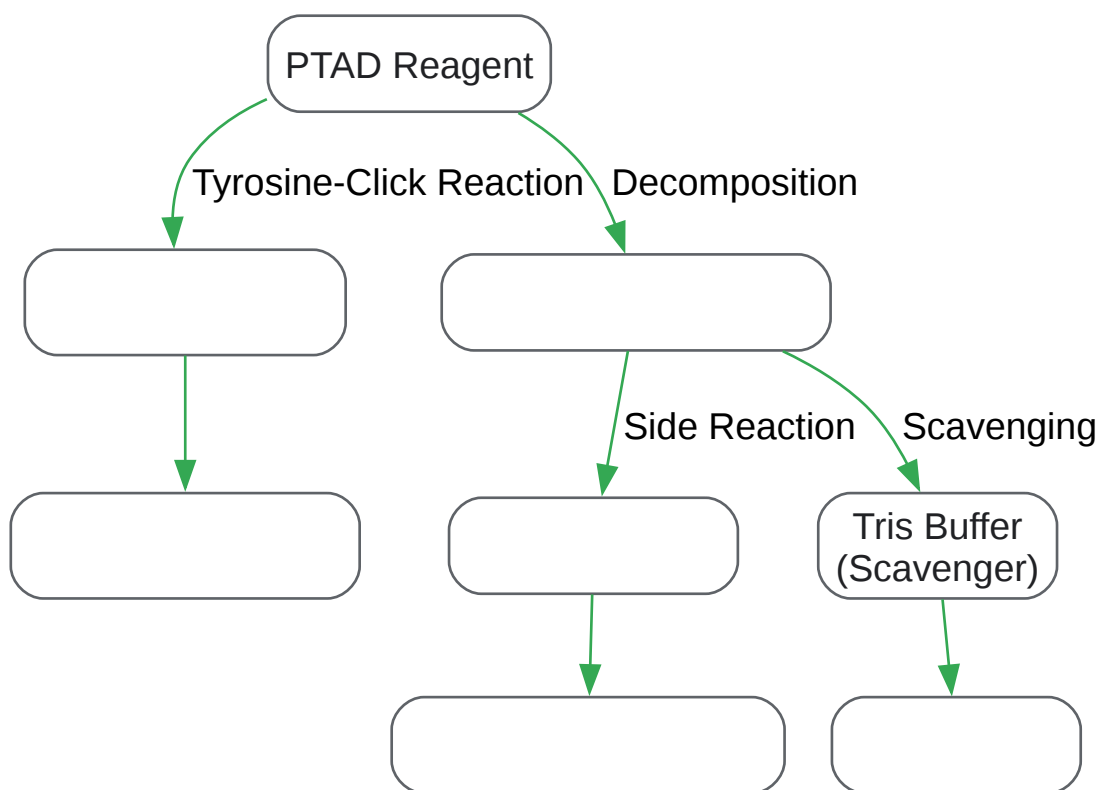 PTAD Reagent
Tyrosine-Click Reaction
Decomposition
Side Reaction
Scavenging
Tris Buffer
(Scavenger)